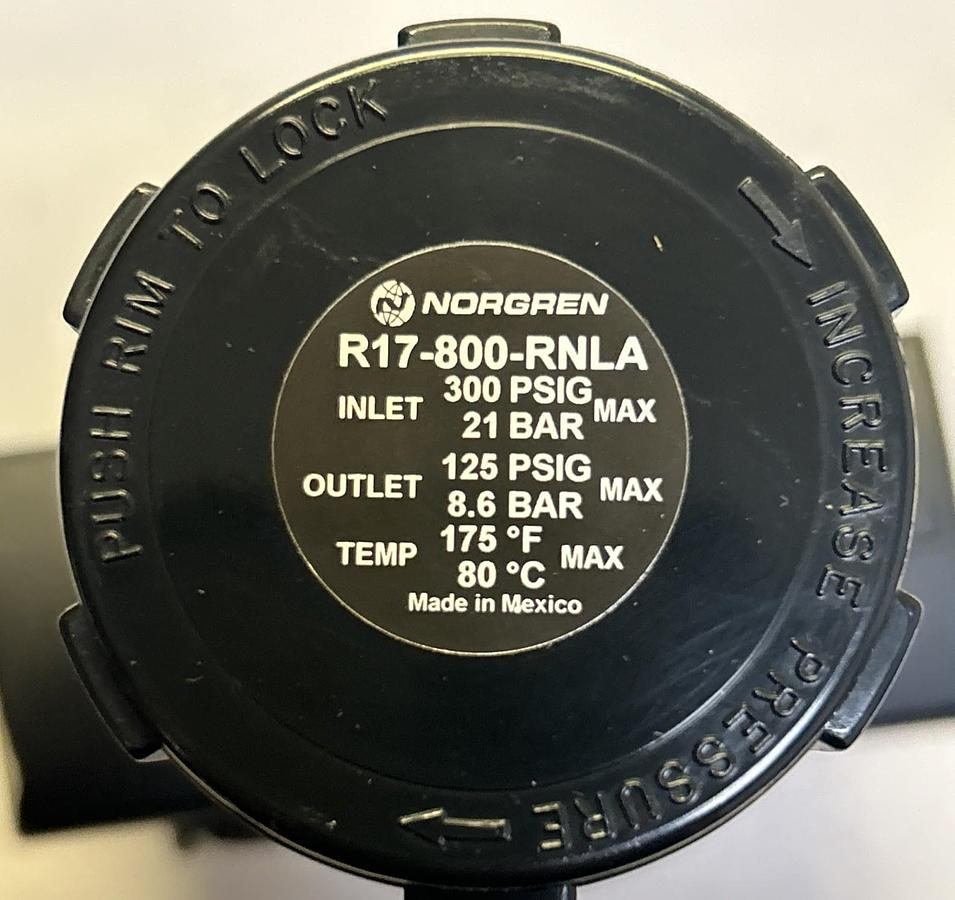 PUSH RIM TO LOCK
INCREASE PRESSURE
NORGREN
R17-800-RNLA
INLET 300 PSIG MAX
21 BAR
OUTLET 125 PSIG MAX
8.6 BAR
TEMP 175 °F MAX
80 °C
Made in Mexico